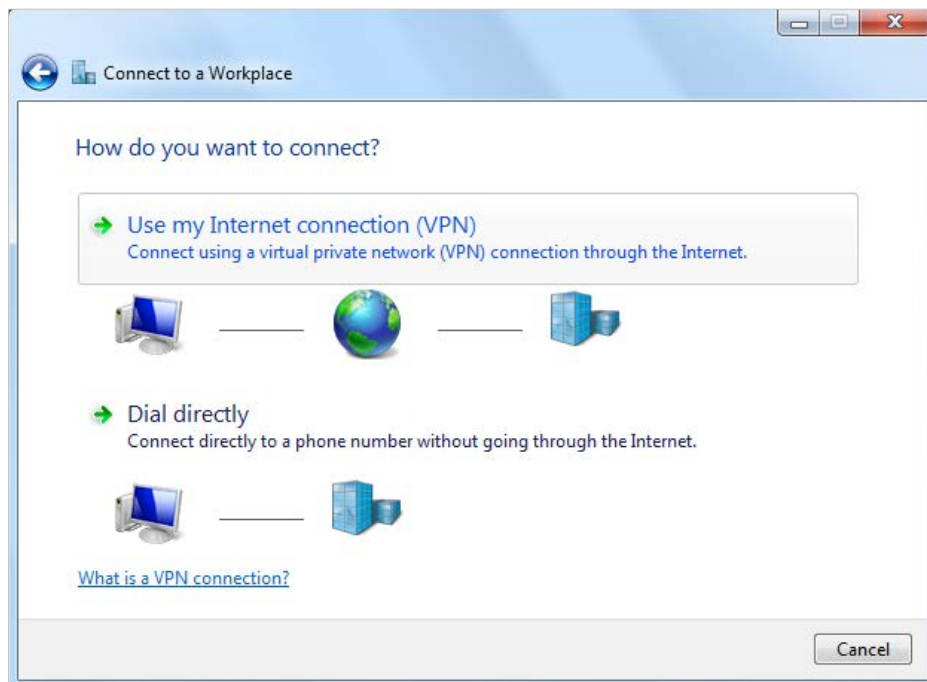 Connect to a Workplace
How do you want to connect?
Use my Internet connection (VPN)
Connect using a virtual private network (VPN) connection through the Internet.
Dial directly
Connect directly to a phone number without going through the Internet.
What is a VPN connection?
Cancel